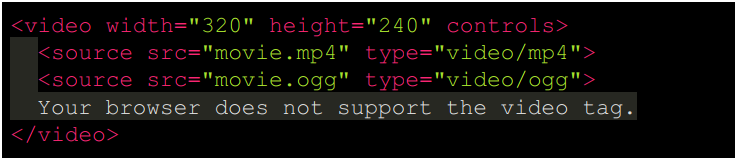 <video width="320" height="240" controls>
  <source src="movie.mp4" type="video/mp4">
  <source src="movie.ogg" type="video/ogg">
  Your browser does not support the video tag.
</video>